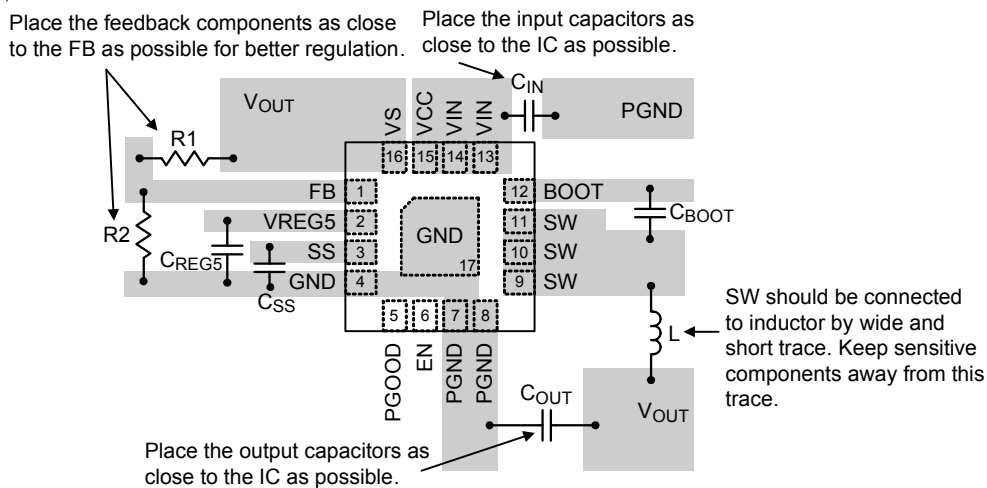 Place the feedback components as close
to the FB as possible for better regulation.
Place the input capacitors as
close to the IC as possible.
CIN
VOUT
PGND
VS
VCC
VIN
VIN
R1
16
15
14
13
FB
1
12
BOOT
VREG5
2
11
SW
CBOOT
R2
GND
SS
3
10
SW
CREG5
17
GND
4
9
SW
CSS
5
6
7
8
SW should be connected
to inductor by wide and
short trace. Keep sensitive
components away from this
trace.
L
PGOOD
EN
PGND
PGND
COUT
VOUT
Place the output capacitors as
close to the IC as possible.